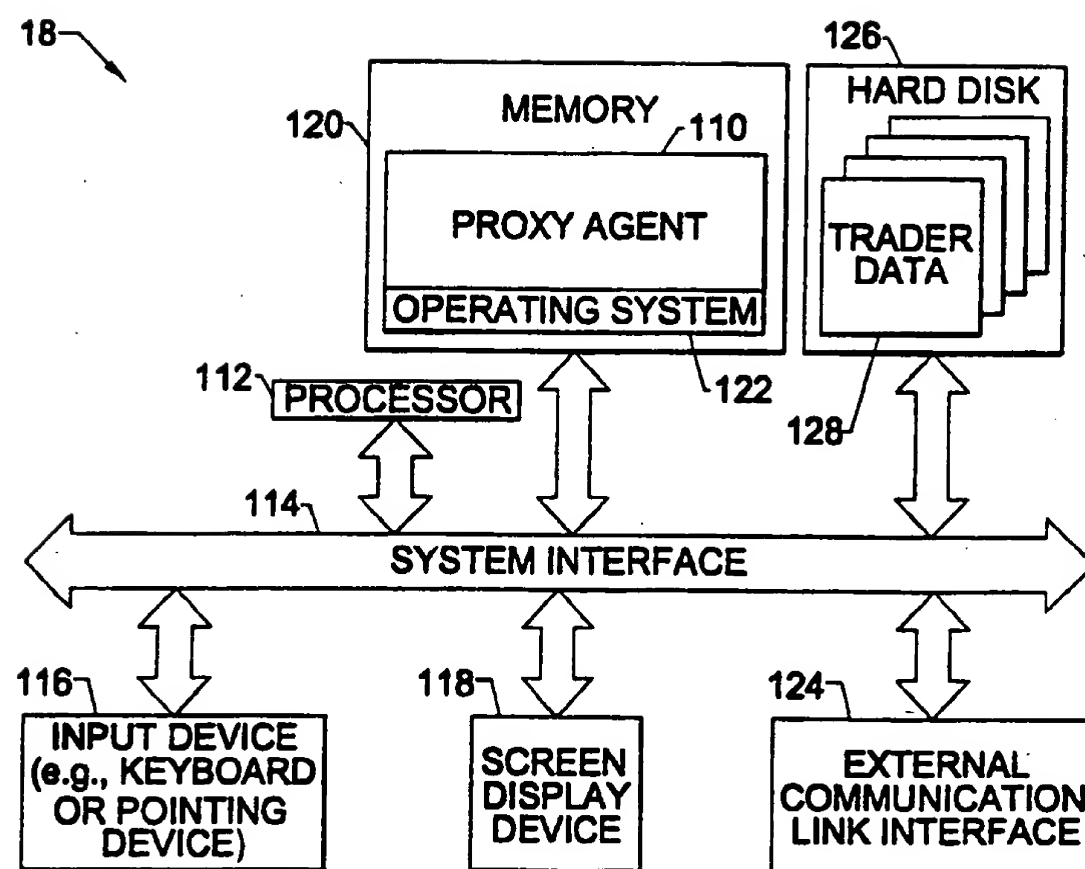 18
126
HARD DISK
MEMORY
120
110
PROXY AGENT
TRADER
DATA
OPERATING SYSTEM
112
PROCESSOR
122
128
114
SYSTEM INTERFACE
116
118
124
INPUT DEVICE
(e.g., KEYBOARD
OR POINTING
DEVICE)
SCREEN
DISPLAY
DEVICE
EXTERNAL
COMMUNICATION
LINK INTERFACE